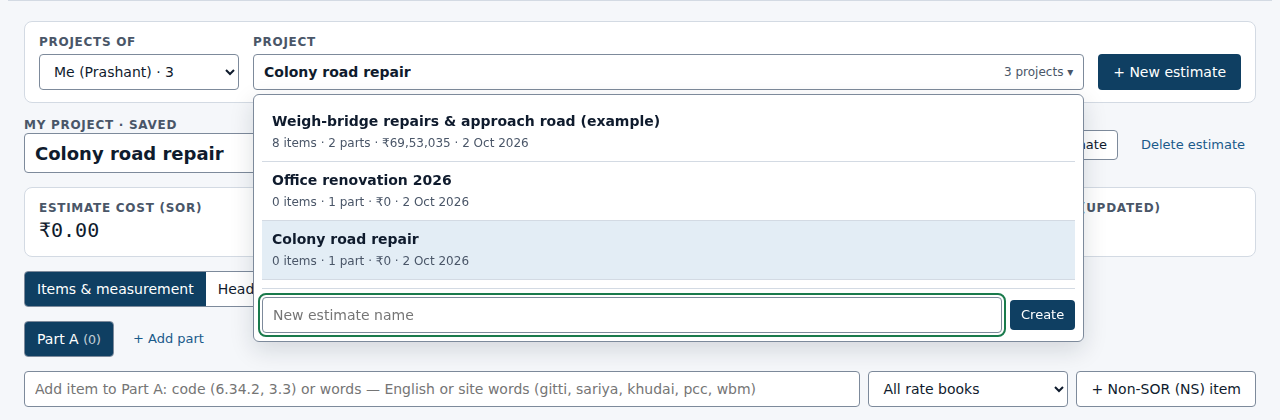 PROJECTS OF
PROJECT
Me (Prashant) · 3
Colony road repair
3 projects ▾
+ New estimate
Weigh-bridge repairs & approach road (example)
8 items · 2 parts · ₹69,53,035 · 2 Oct 2026
Office renovation 2026
0 items · 1 part · ₹0 · 2 Oct 2026
Colony road repair
0 items · 1 part · ₹0 · 2 Oct 2026
New estimate name
Create
MY PROJECT · SAVED
Colony road repair
Delete estimate
ESTIMATE COST (SOR)
UPDATED)
₹0.00
Items & measurement
Head
Part A (0)
+ Add part
Add item to Part A: code (6.34.2, 3.3) or words — English or site words (gitti, sariya, khudai, pcc, wbm)
All rate books
+ Non-SOR (NS) item